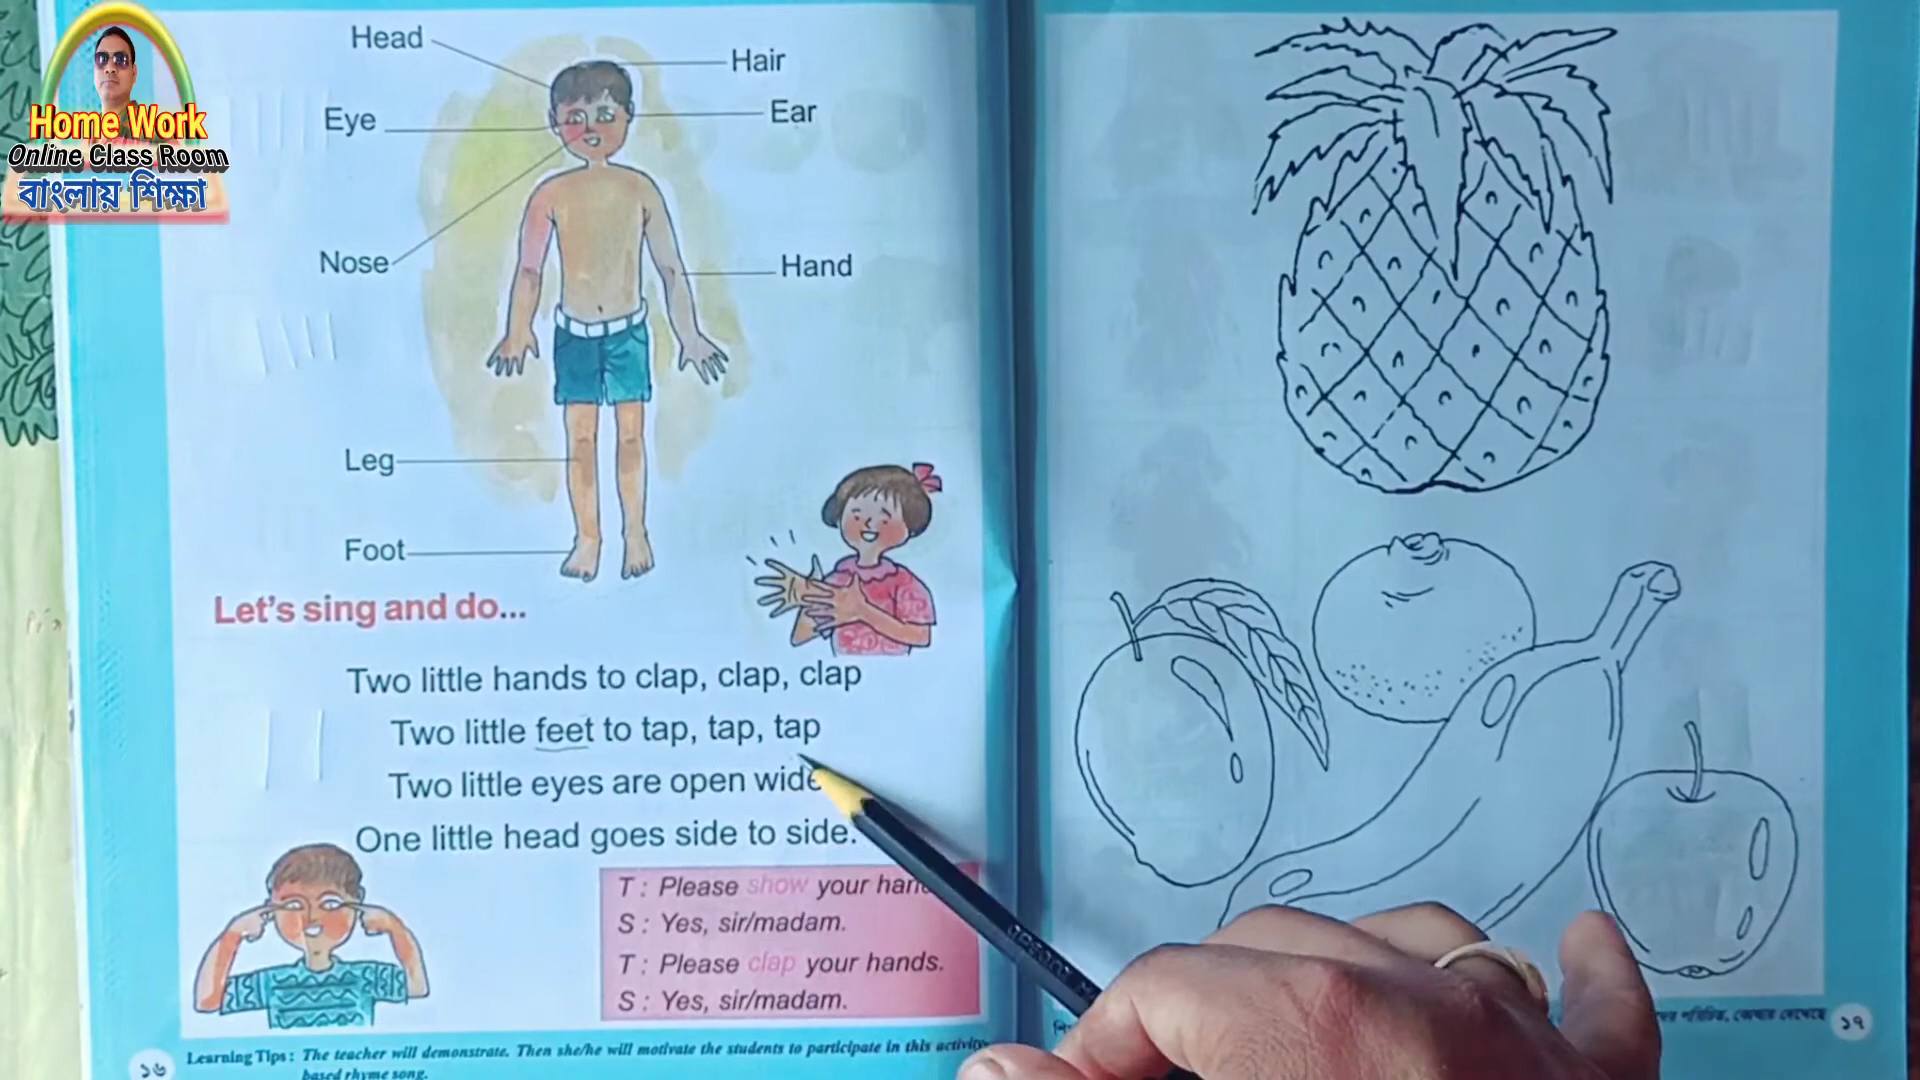 Home Work
Online Class Room
বাংলায় শিক্ষা
Head
Hair
Eye
Ear
Nose
Hand
Leg
Foot
Let's sing and do...
Two little hands to clap, clap, clap
Two little feet to tap, tap, tap
Two little eyes are open wide
One little head goes side to side.
T : Please show your
S : Yes, sir/madam.
T : Please clap your hands.
S : Yes, sir/madam.
১৬
Learning Tips : The teacher will demonstrate. Then she/he will motivate the students to participate in this activity-
based rhyme song.
১৭